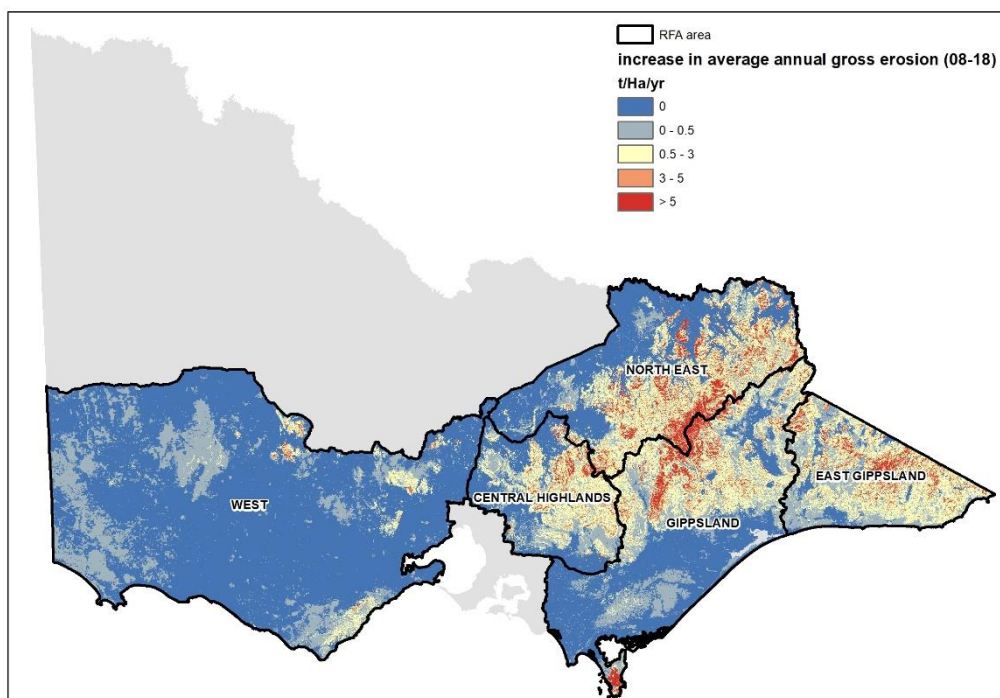 RFA area
increase in average annual gross erosion (08-18)
t/Ha/yr
0
0 - 0.5
0.5 - 3
3 - 5
> 5
NORTH EAST
EAST GIPPSLAND
CENTRAL HIGHLANDS
WEST
GIPPSLAND